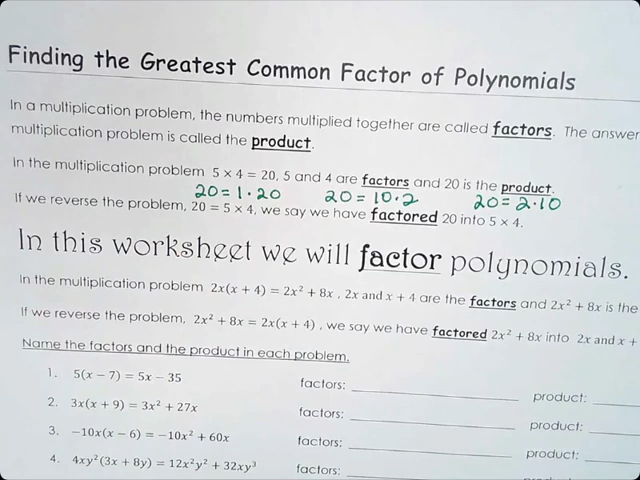 Finding the Greatest Common Factor of Polynomials
In a multiplication problem, the numbers multiplied together are called factors. The answer
multiplication problem is called the product.
In the multiplication problem 5 × 4 = 20, 5 and 4 are factors and 20 is the product.
20 = 1 · 20 20 = 10 · 2 20 = 2 · 10
If we reverse the problem, 20 = 5 × 4, we say we have factored 20 into 5 × 4.
In this worksheet we will factor polynomials.
In the multiplication problem 2x(x + 4) = 2x² + 8x , 2x and x + 4 are the factors and 2x² + 8x is the
If we reverse the problem, 2x² + 8x = 2x(x + 4) , we say we have factored 2x² + 8x into 2x and x +
Name the factors and the product in each problem.
1. 5(x − 7) = 5x − 35 factors: ____ product: ____
2. 3x(x + 9) = 3x² + 27x factors: ____ product: ____
3. −10x(x − 6) = −10x² + 60x factors: ____ product: ____
4. 4xy²(3x + 8y) = 12x²y² + 32xy³ factors: ____ product: